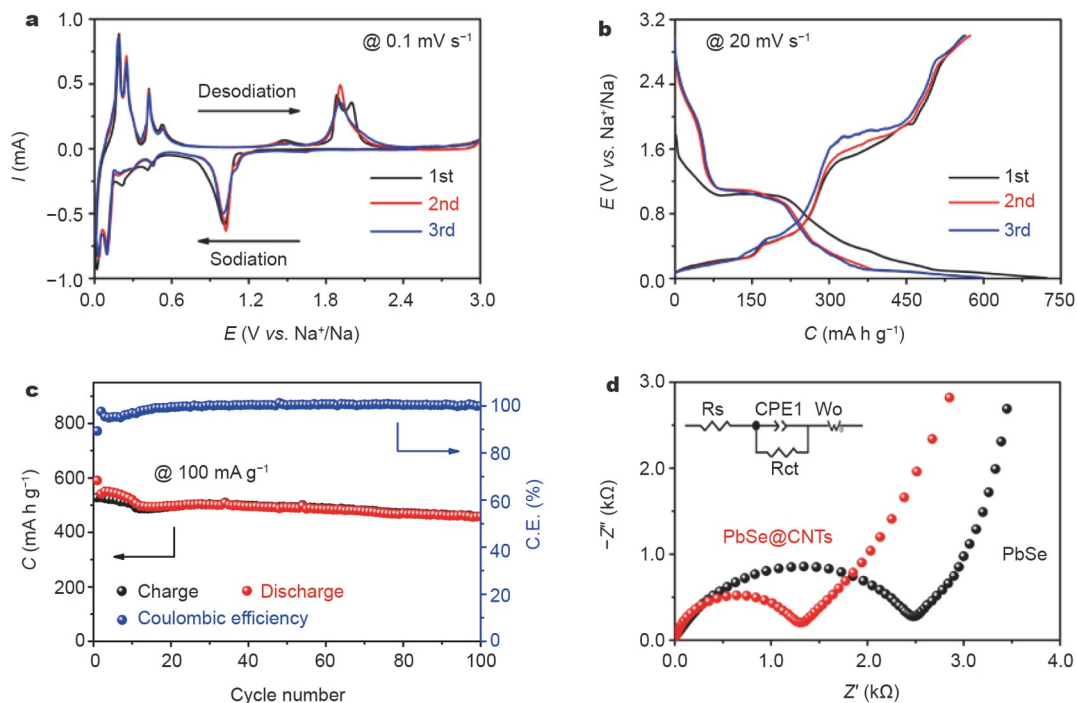 a
@ 0.1 mV s⁻¹
Desodiation
Sodiation
1st
2nd
3rd
1.0
0.5
0.0
−0.5
−1.0
I (mA)
0.0
0.6
1.2
1.8
2.4
3.0
E (V vs. Na⁺/Na)
b
@ 20 mV s⁻¹
1st
2nd
3rd
3.2
2.4
1.6
0.8
0.0
E (V vs. Na⁺/Na)
0
150
300
450
600
750
C (mA h g⁻¹)
c
@ 100 mA g⁻¹
Charge
Discharge
Coulombic efficiency
800
600
400
200
0
C (mA h g⁻¹)
100
80
60
40
20
0
C.E. (%)
0
20
40
60
80
100
Cycle number
d
Rs
CPE1
Wo
Rct
PbSe@CNTs
PbSe
3.0
2.0
1.0
0.0
−Z″ (kΩ)
0.0
1.0
2.0
3.0
4.0
Z′ (kΩ)